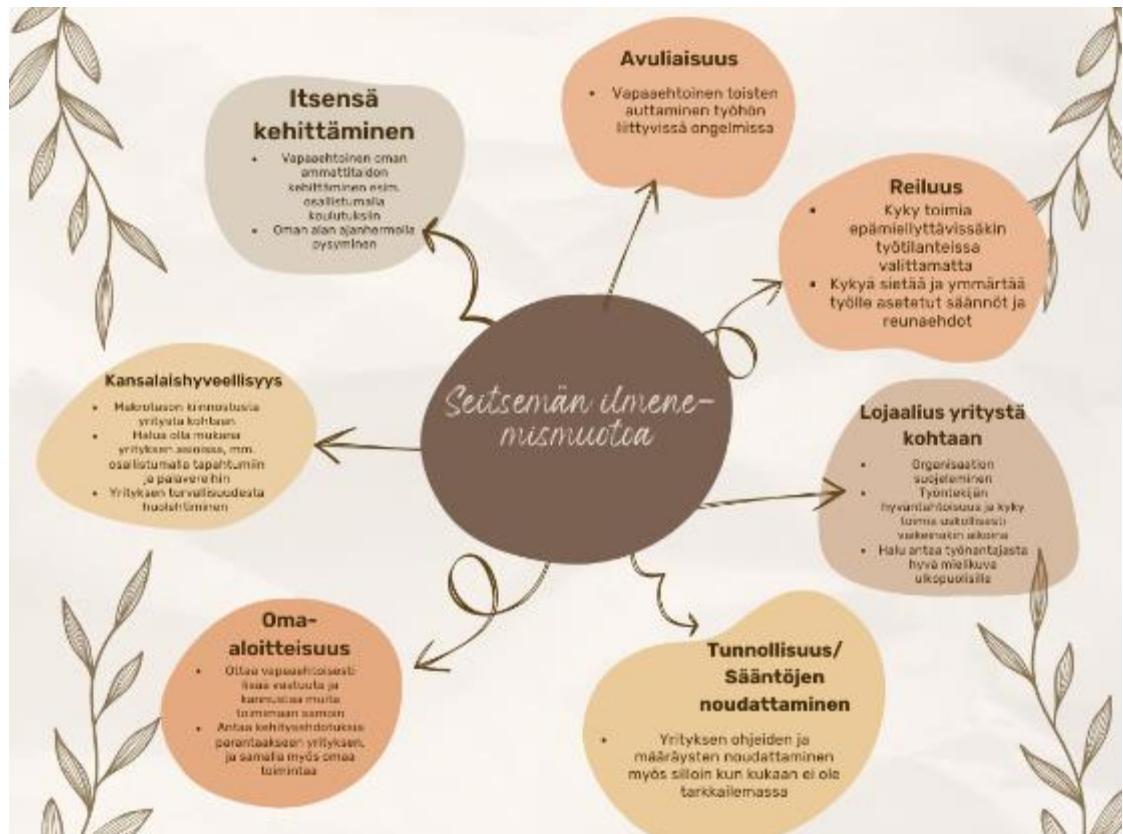 Seitsemän ilmene-
mismuotoa
Avuliaisuus
• Vapaaehtoinen toisten
auttaminen työhön
liittyvissä ongelmissa
Reiluus
• Kyky toimia
epämiellyttävissäkin
työtilanteissa
valittamatta
• Kykyä sietää ja ymmärtää
työlle asetetut säännöt ja
reunaehdot
Lojaalius yritystä
kohtaan
• Organisaation
suojeleminen
• Työntekijän
hyväntahtoisuus ja kyky
toimia uskollisesti
vaikeinakin aikoina
• Halu antaa työnantajasta
hyvä mielikuva
ulkopuolisille
Tunnollisuus/
Sääntöjen
noudattaminen
• Yrityksen ohjeiden ja
määräysten noudattaminen
myös silloin kun kukaan ei ole
tarkkailemassa
Oma-
aloitteisuus
• Ottaa vapaaehtoisesti
lisää vastuuta ja
kannustaa muita
toimimaan samoin
• Antaa kehitysehdotuksia
parantaakseen yrityksen,
ja samalla myös omaa
toimintaa
Kansalaishyveellisyys
• Makrotason kiinnostusta
yritystä kohtaan
• Halua olla mukana
yrityksen asioissa, mm.
osallistumalla tapahtumiin
ja palavereihin
• Yrityksen turvallisuudesta
huolehtiminen
Itsensä
kehittäminen
• Vapaaehtoinen oman
ammattitaidon
kehittäminen esim.
osallistumalla
koulutuksiin
• Oman alan ajanhermolla
pysyminen